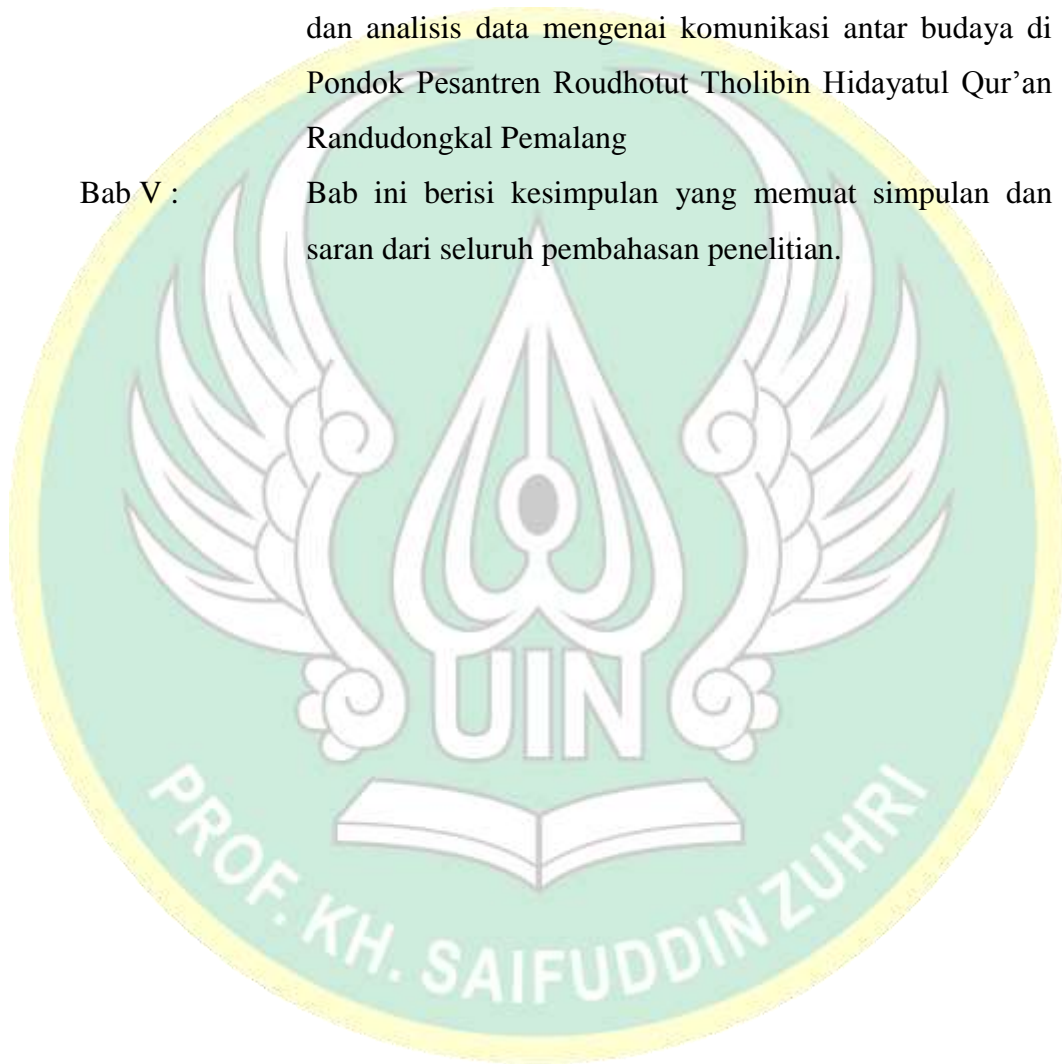 dan analisis data mengenai komunikasi antar budaya di
Pondok Pesantren Roudhotut Tholibin Hidayatul Qur’an
Randudongkal Pemalang
Bab V : Bab ini berisi kesimpulan yang memuat simpulan dan
saran dari seluruh pembahasan penelitian.
UIN
PROF. KH. SAIFUDDIN ZUHRI